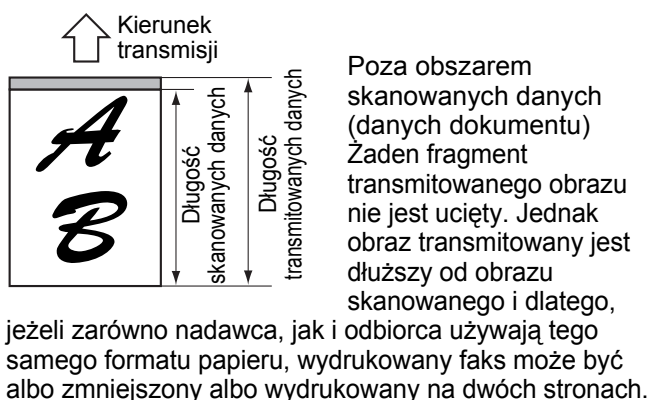 Kierunek
transmisji
A
B
Długość
skanowanych danych
Długość
transmitowanych danych
Poza obszarem
skanowanych danych
(danych dokumentu)
Żaden fragment
transmitowanego obrazu
nie jest ucięty. Jednak
obraz transmitowany jest
dłuższy od obrazu
skanowanego i dlatego,
jeżeli zarówno nadawca, jak i odbiorca używają tego
samego formatu papieru, wydrukowany faks może być
albo zmniejszony albo wydrukowany na dwóch stronach.